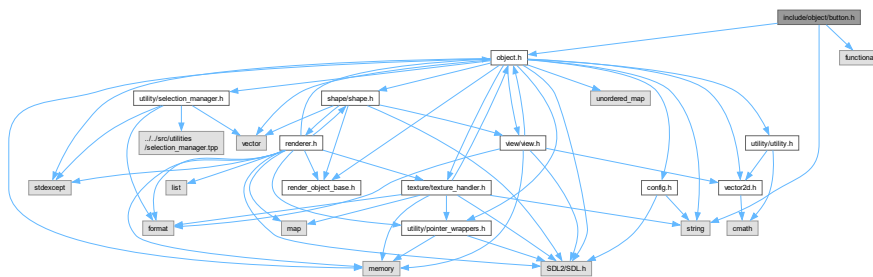 include/object/button.h
object.h
functional
utility/selection_manager.h
shape/shape.h
unordered_map
../../src/utilities
/selection_manager.tpp
vector
renderer.h
view/view.h
utility/utility.h
stdexcept
list
render_object_base.h
texture/texture_handler.h
config.h
vector2d.h
format
map
utility/pointer_wrappers.h
string
cmath
memory
SDL2/SDL.h